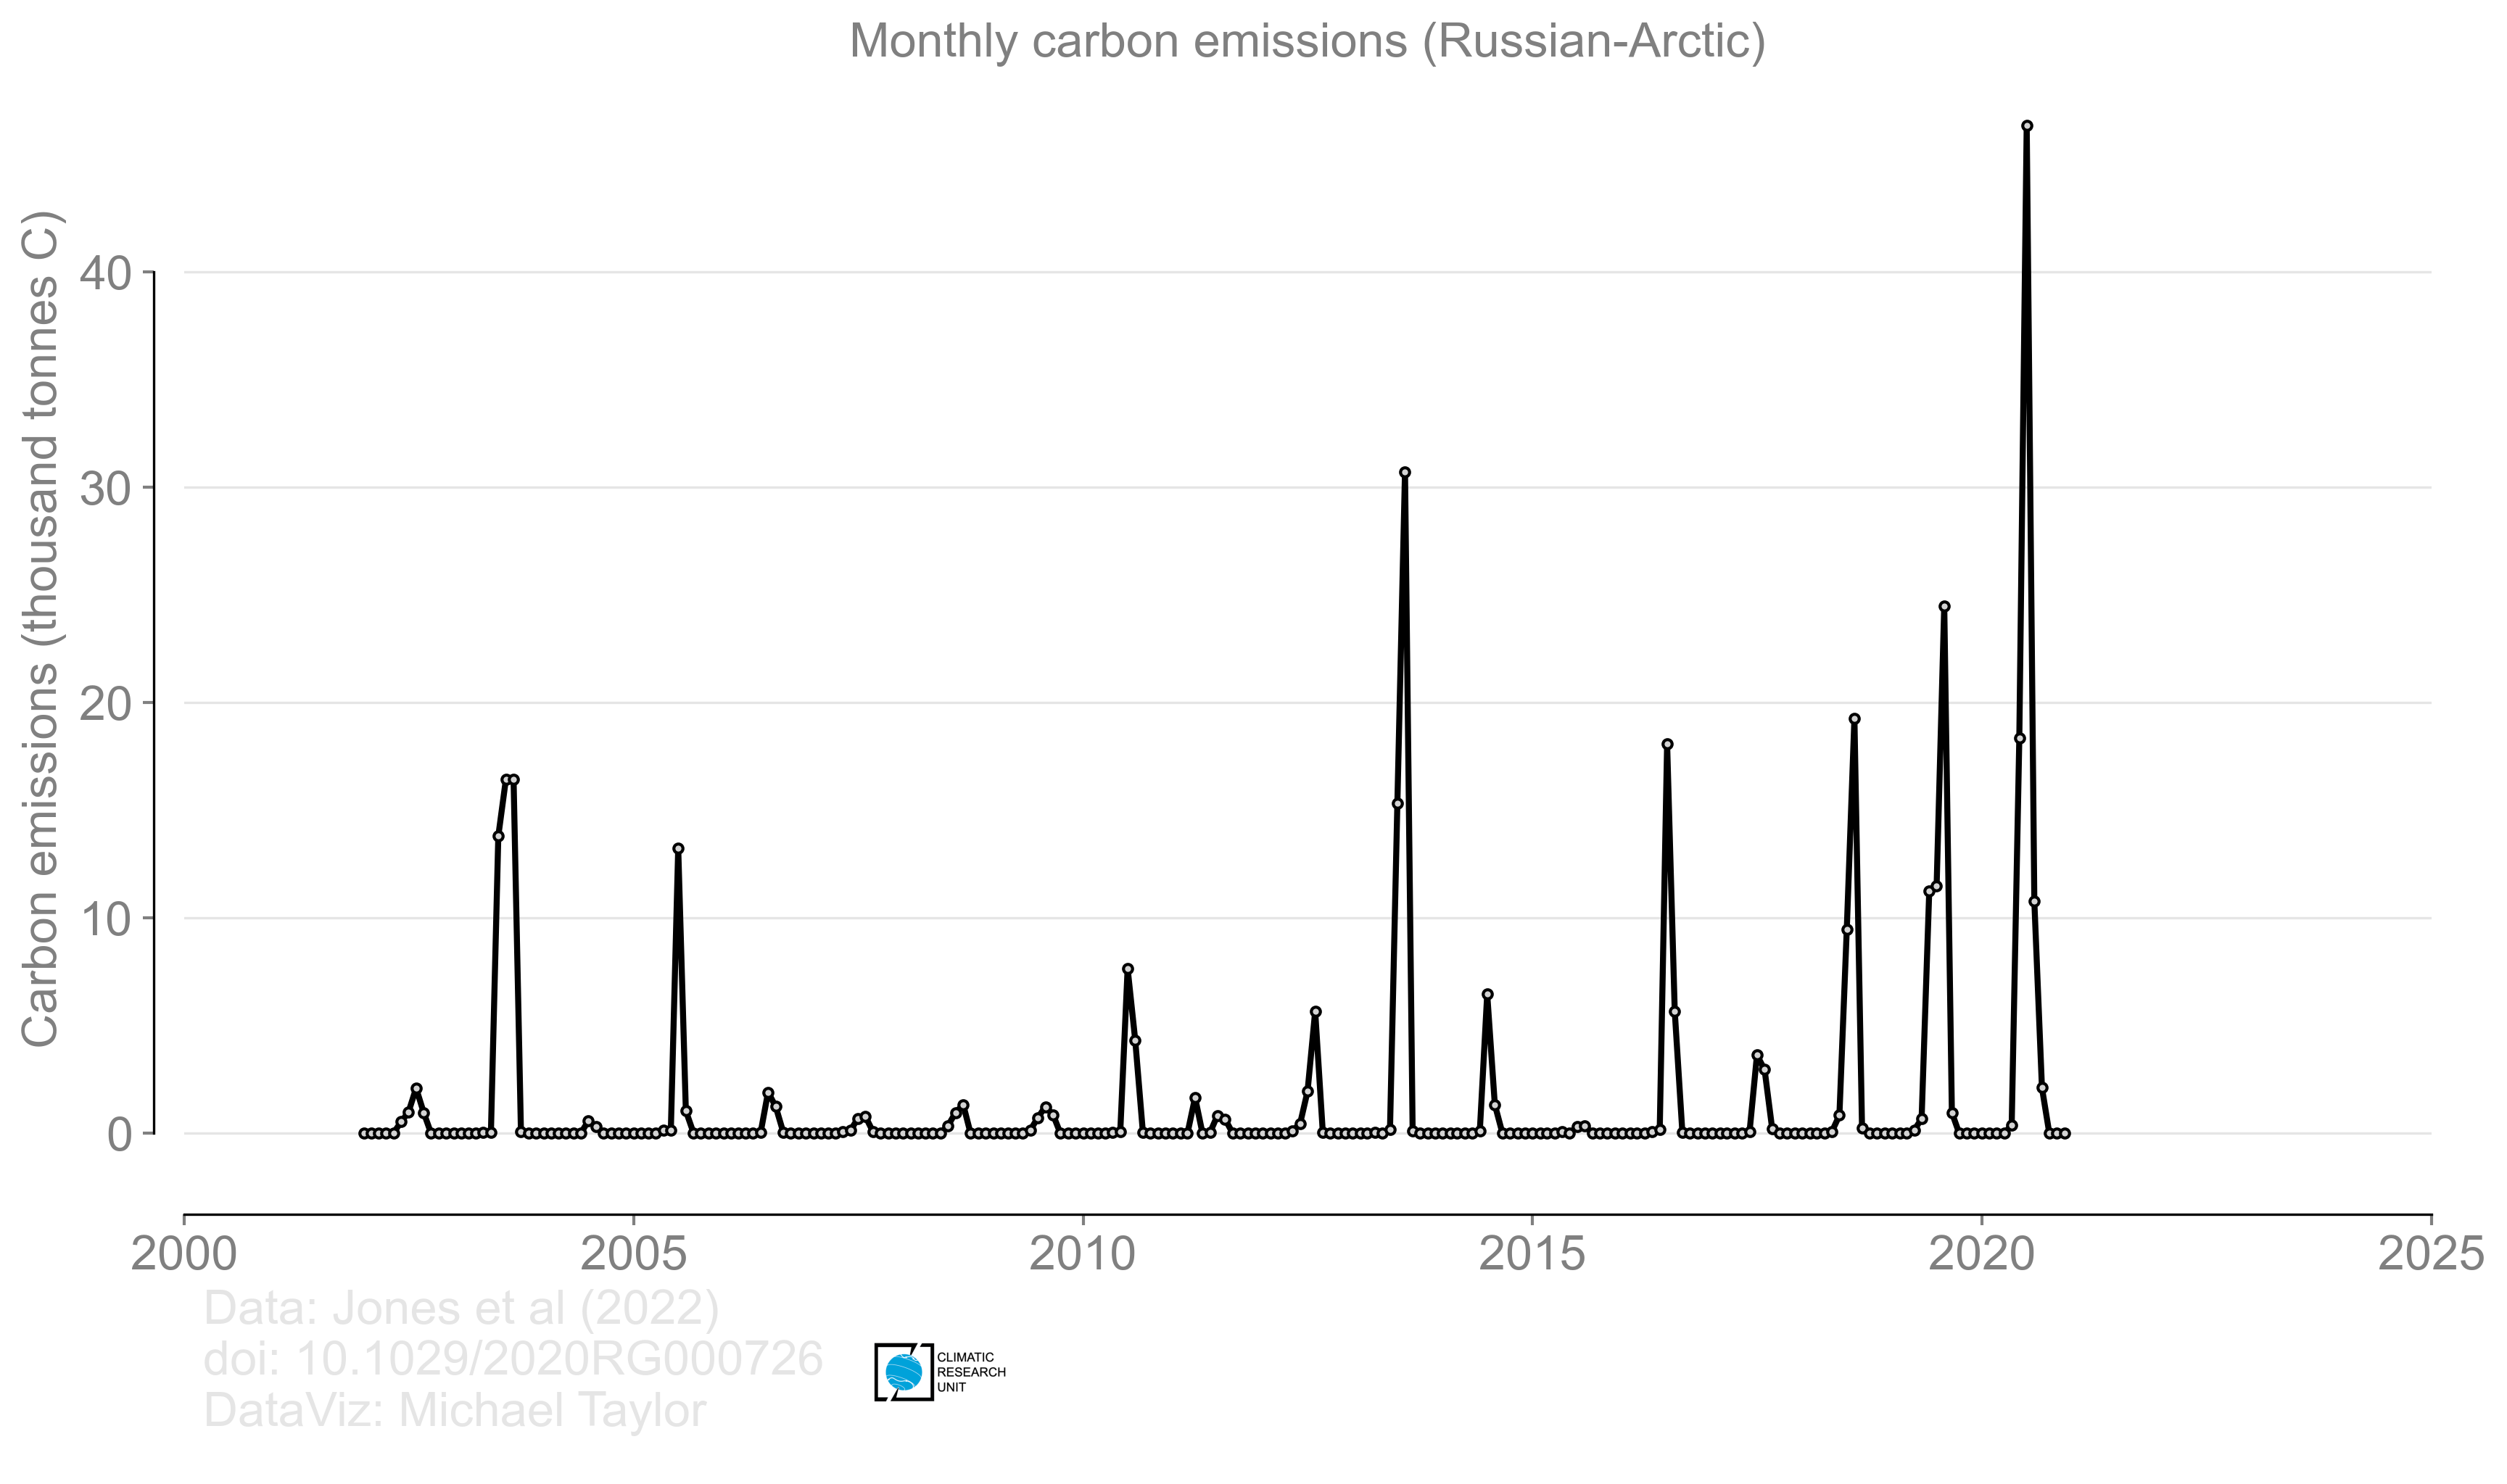 Monthly carbon emissions (Russian-Arctic)
Carbon emissions (thousand tonnes C)
40
30
20
10
0
2000 2005 2010 2015 2020 2025
Data: Jones et al (2022)
doi: 10.1029/2020RG000726
DataViz: Michael Taylor
CLIMATIC
RESEARCH
UNIT